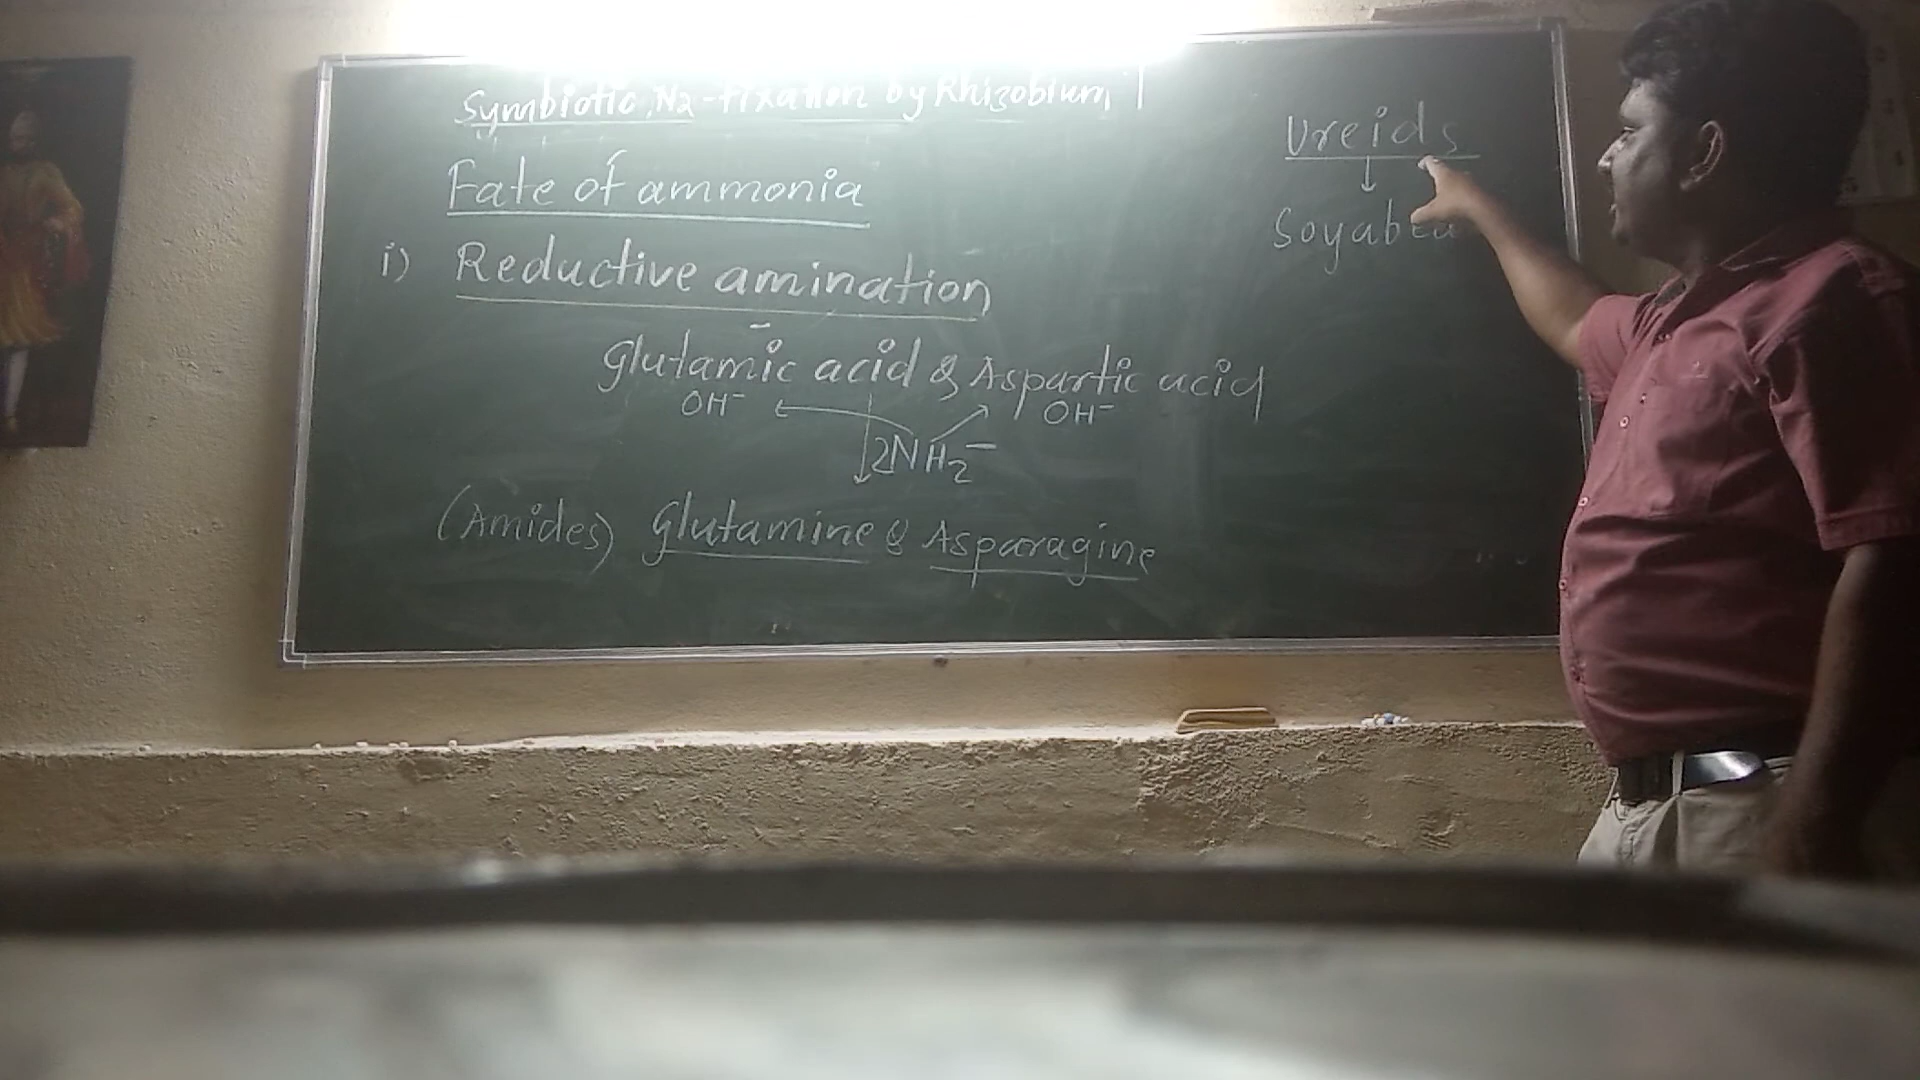 Symbiotic N2-fixation by Rhizobium
Fate of ammonia
i) Reductive amination
Glutamic acid & Aspartic acid
OH- OH-
2NH2-
(Amides) Glutamine & Asparagine
Ureids
↓